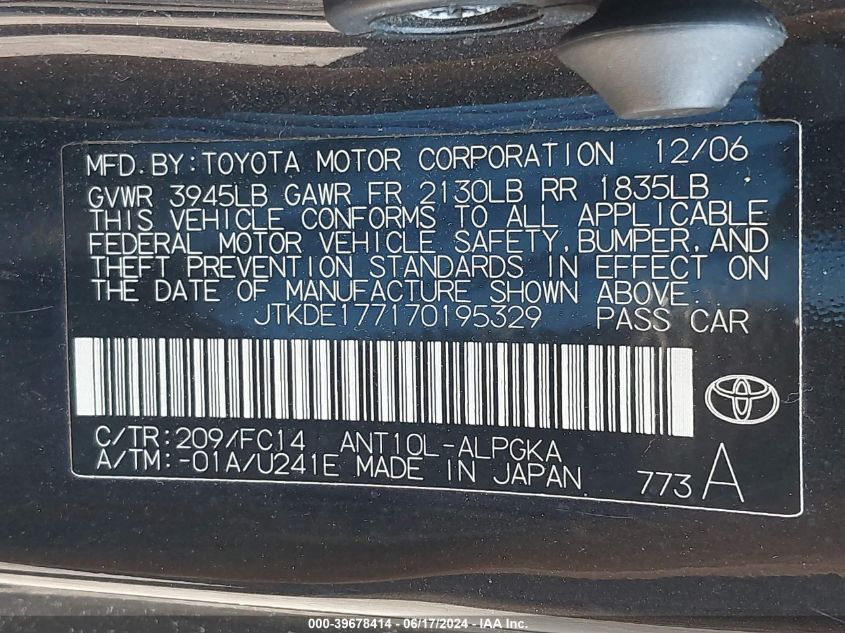 MFD. BY: TOYOTA MOTOR CORPORATION 12/06
GVWR 3945LB GAWR FR 2130LB RR 1835LB
THIS VEHICLE CONFORMS TO ALL APPLICABLE
FEDERAL MOTOR VEHICLE SAFETY, BUMPER, AND
THEFT PREVENTION STANDARDS IN EFFECT ON
THE DATE OF MANUFACTURE SHOWN ABOVE.
JTKDE177170195329 PASS CAR
C/TR: 209/FC14 ANT10L-ALPGKA
A/TM: -01A/U241E MADE IN JAPAN
773 A
000-39678414 - 06/17/2024 - IAA Inc.